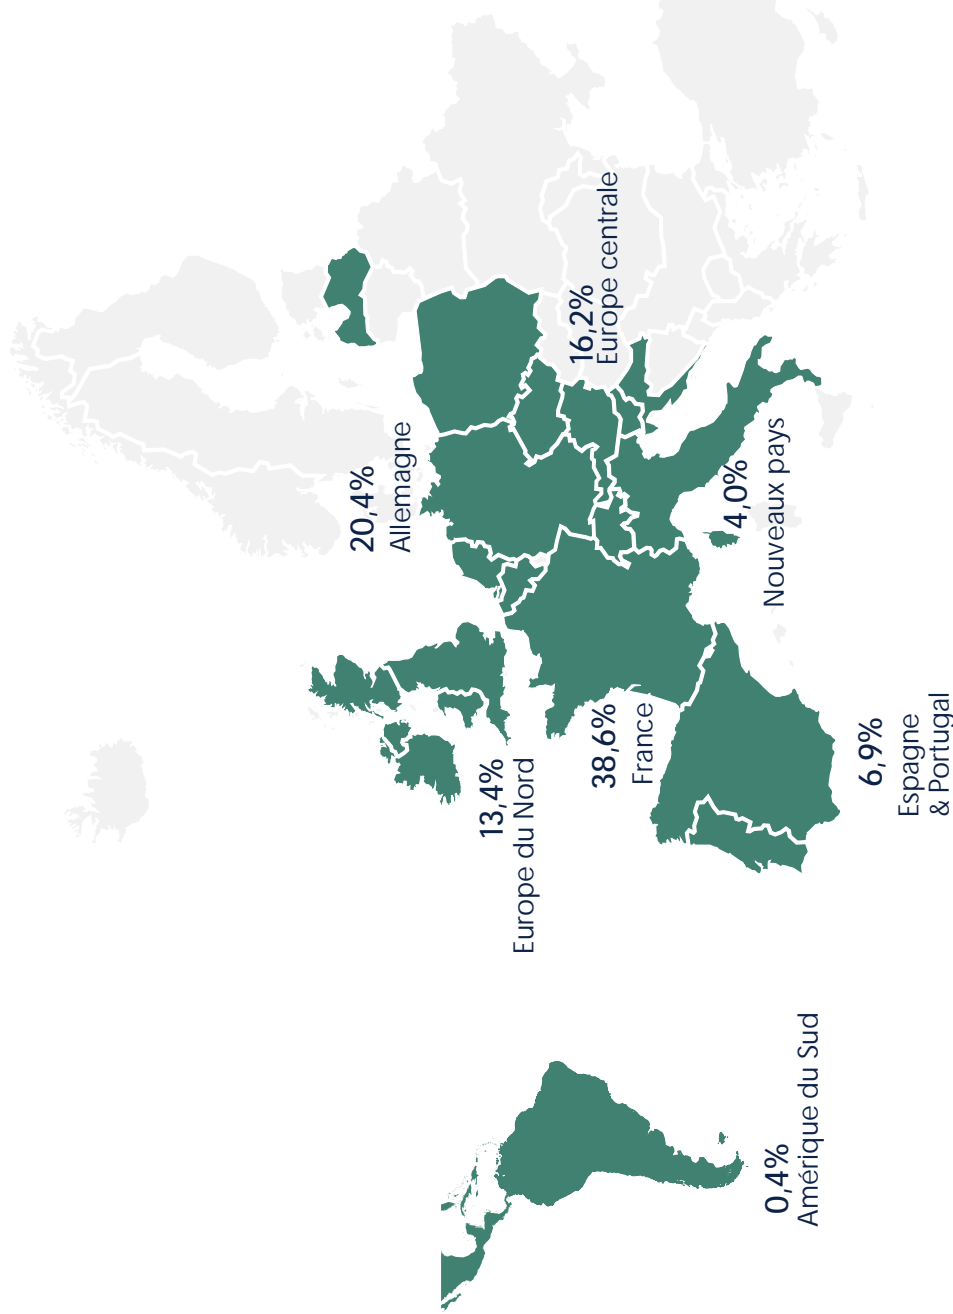 20,4%
Allemagne
16,2%
Europe centrale
13,4%
Europe du Nord
38,6%
France
4,0%
Nouveaux pays
6,9%
Espagne
& Portugal
0,4%
Amérique du Sud